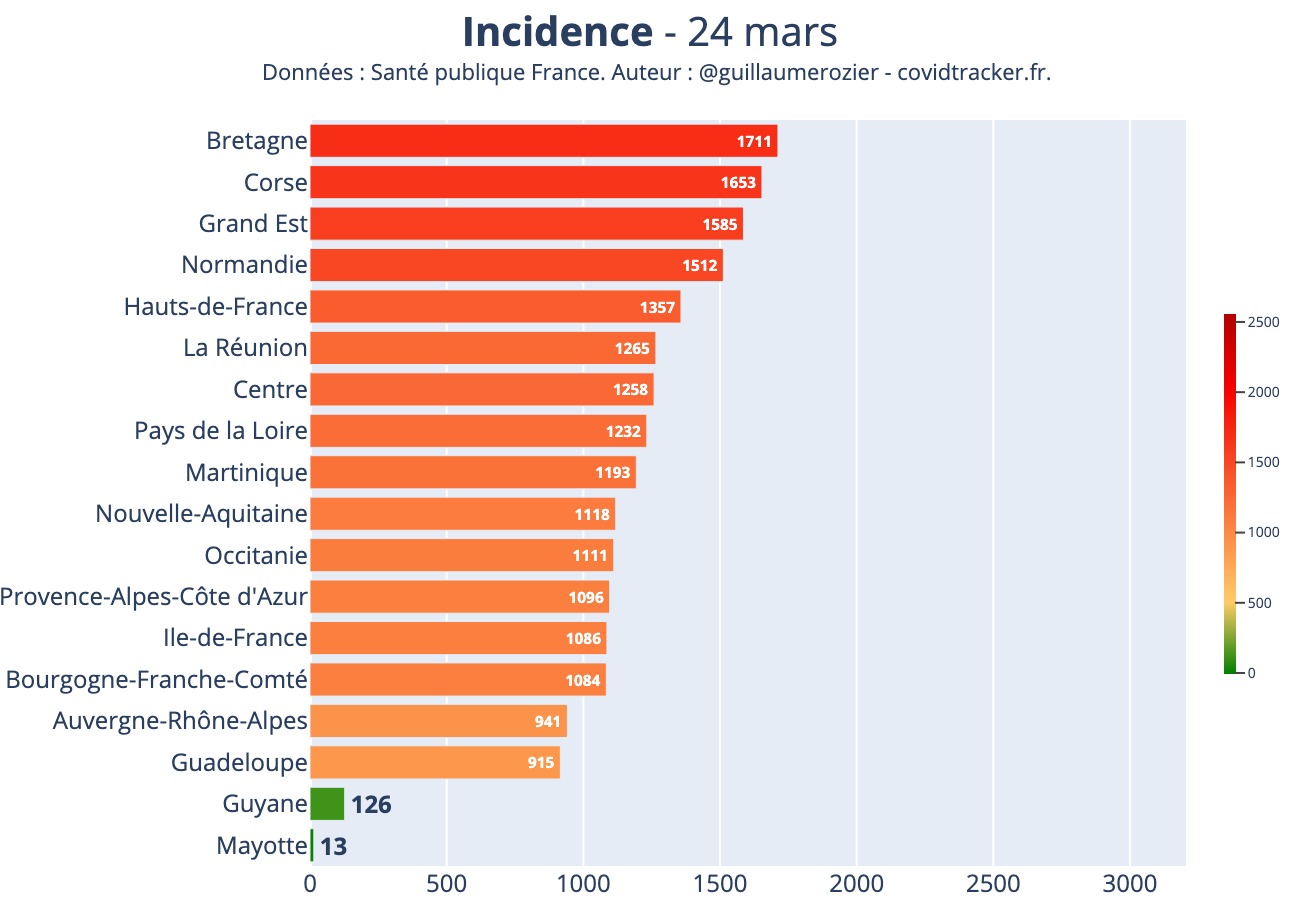 Incidence - 24 mars
Données : Santé publique France. Auteur : @guillaumerozier - covidtracker.fr.
Bretagne 1711
Corse 1653
Grand Est 1585
Normandie 1512
Hauts-de-France 1357
La Réunion 1265
Centre 1258
Pays de la Loire 1232
Martinique 1193
Nouvelle-Aquitaine 1118
Occitanie 1111
Provence-Alpes-Côte d'Azur 1096
Ile-de-France 1086
Bourgogne-Franche-Comté 1084
Auvergne-Rhône-Alpes 941
Guadeloupe 915
Guyane 126
Mayotte 13
0 500 1000 1500 2000 2500 3000
2500
2000
1500
1000
500
0